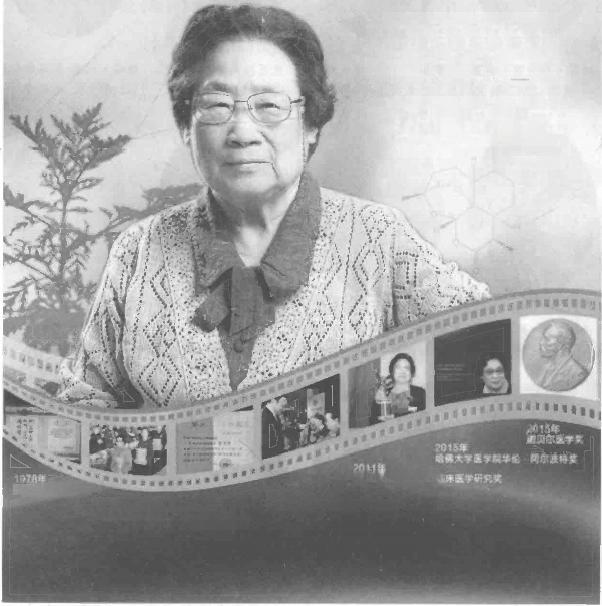 1978年
2011年
临床医学研究奖
2015年
哈佛大学医学院华伦·阿尔波特奖
2015年
诺贝尔医学奖